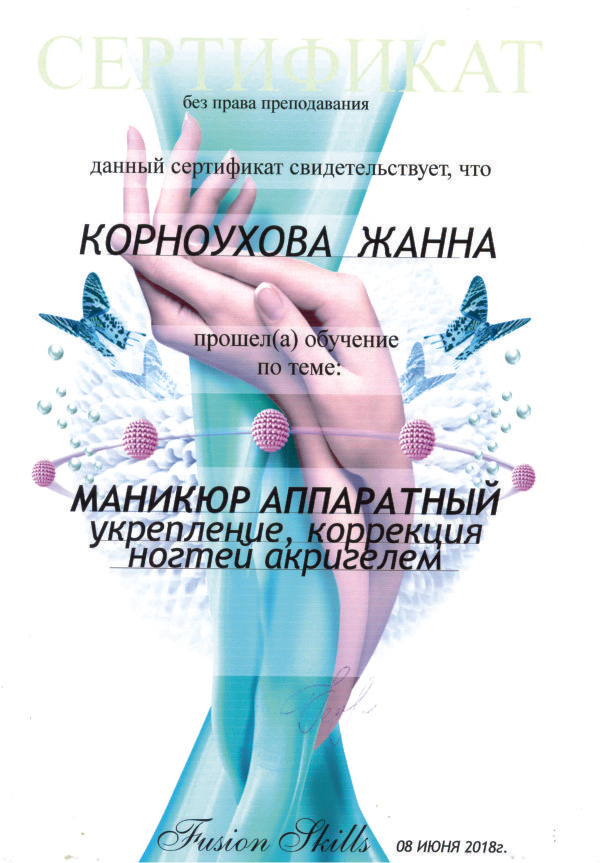 СЕРТИФИКАТ
без права преподавания
данный сертификат свидетельствует, что
КОРНОУХОВА ЖАННА
прошел(а) обучение
по теме:
МАНИКЮР АППАРАТНЫЙ
укрепление, коррекция
ногтей акригелем
Fusion Skills
08 ИЮНЯ 2018г.